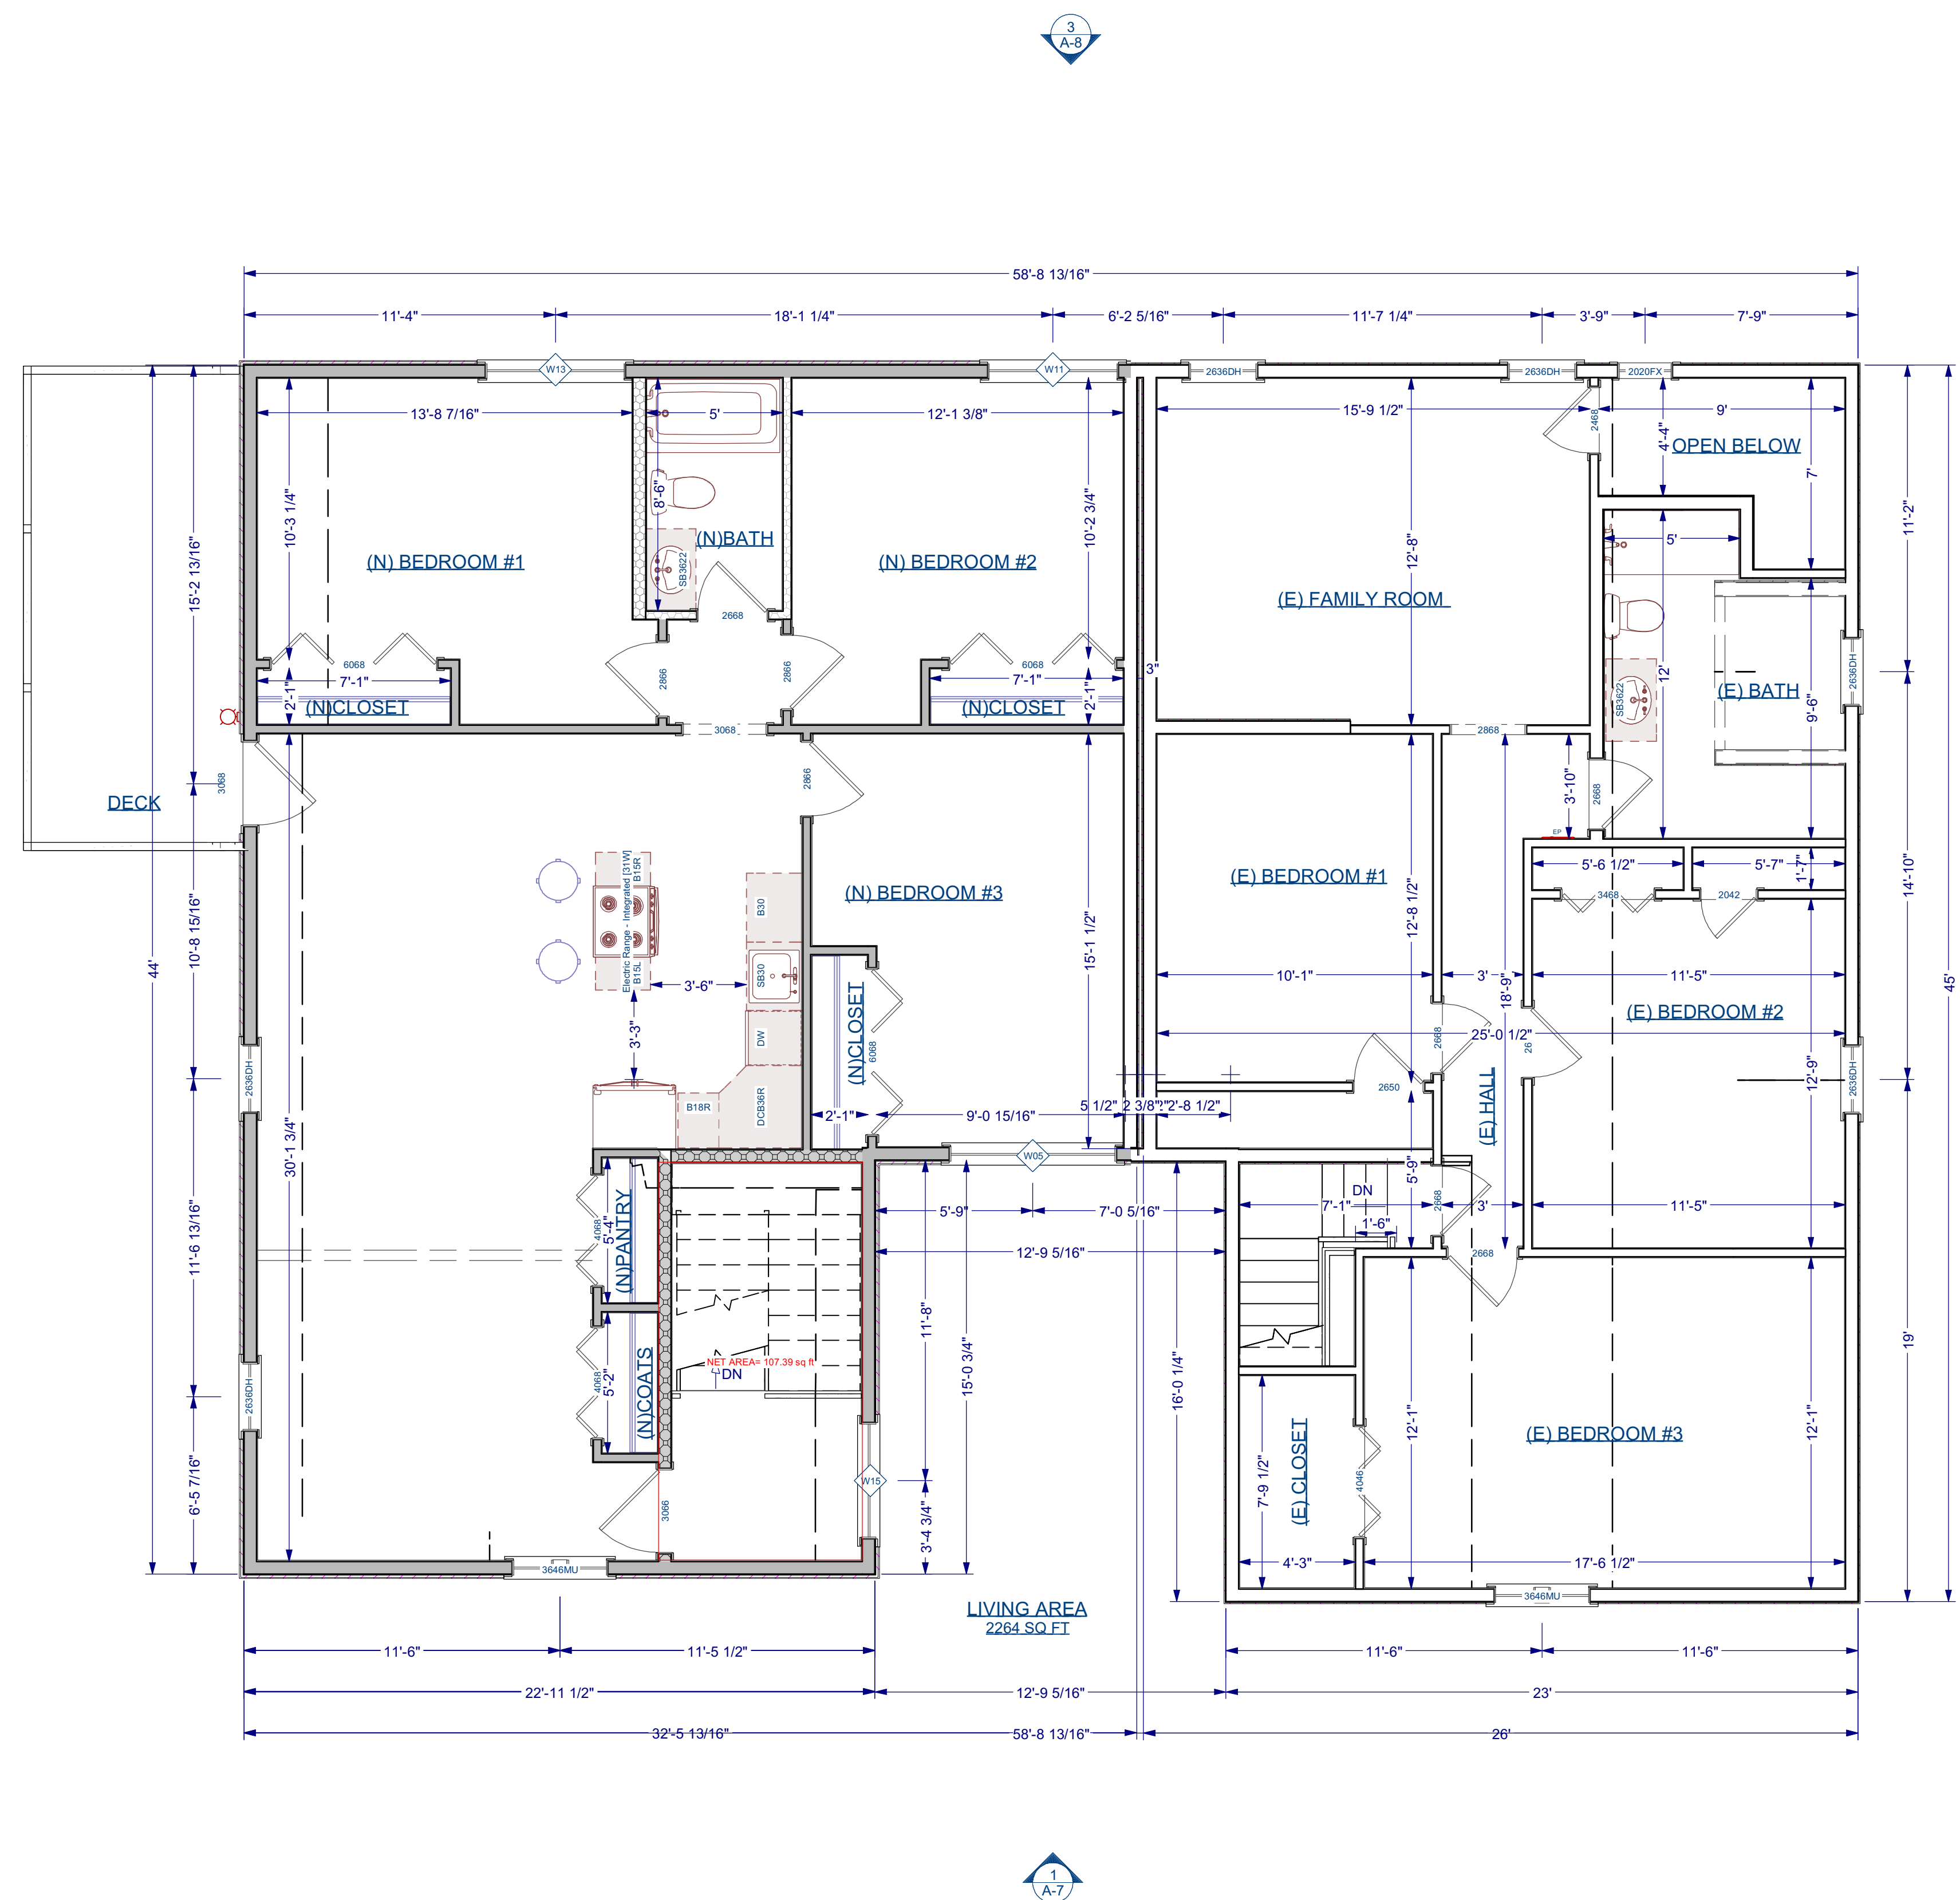 3
A-8
58'-8 13/16"
11'-4"
18'-1 1/4"
6'-2 5/16"
11'-7 1/4"
3'-9"
7'-9"
W13
W11
2636DH
2636DH
2020FX
13'-8 7/16"
5'
12'-1 3/8"
15'-9 1/2"
9'
2468
4'-4"
OPEN BELOW
7'
10'-3 1/4"
8'-6"
10'-2 3/4"
12'-8"
11'-2"
15'-2 13/16"
(N) BEDROOM #1
(N)BATH
SB3622
(N) BEDROOM #2
(E) FAMILY ROOM
5'
2668
6068
2866
2866
6068
3"
12'
2636DH
7'-1"
2'-1"
(N)CLOSET
7'-1"
2'-1"
(N)CLOSET
SB3622
(E) BATH
9'-6"
3068
2868
DECK
3068
2866
3'-10"
2668
EP
44'
10'-8 15/16"
Electric Range - Integrated [31W]
B15R
B15L
B30
(N) BEDROOM #3
(E) BEDROOM #1
5'-6 1/2"
5'-7"
1'-7"
14'-10"
3468
2042
12'-8 1/2"
15'-1 1/2"
SB30
3'-6"
10'-1"
3'
18'-9"
11'-5"
45'
(E) BEDROOM #2
3'-3"
DW
(N)CLOSET
6068
2668
25'-0 1/2"
26
12'-9"
2636DH
2636DH
2650
B18R
DCB36R
2'-1"
9'-0 15/16"
5 1/2"
2 3/8"
2'-8 1/2"
(E) HALL
30'-1 3/4"
W05
5'-9"
DN
7'-1"
2668
3'
11'-5"
1'-6"
5'-9"
7'-0 5/16"
11'-6 13/16"
4068
5'-4"
(N)PANTRY
12'-9 5/16"
2668
11'-8"
15'-0 3/4"
16'-0 1/4"
19'
NET AREA= 107.39 sq ft
DN
2636DH
4068
5'-2"
(N)COATS
12'-1"
(E) BEDROOM #3
12'-1"
6'-5 7/16"
W15
7'-9 1/2"
(E) CLOSET
4046
3066
3'-4 3/4"
3646MU
4'-3"
17'-6 1/2"
3646MU
LIVING AREA
2264 SQ FT
11'-6"
11'-5 1/2"
11'-6"
11'-6"
22'-11 1/2"
12'-9 5/16"
23'
32'-5 13/16"
58'-8 13/16"
26'
1
A-7